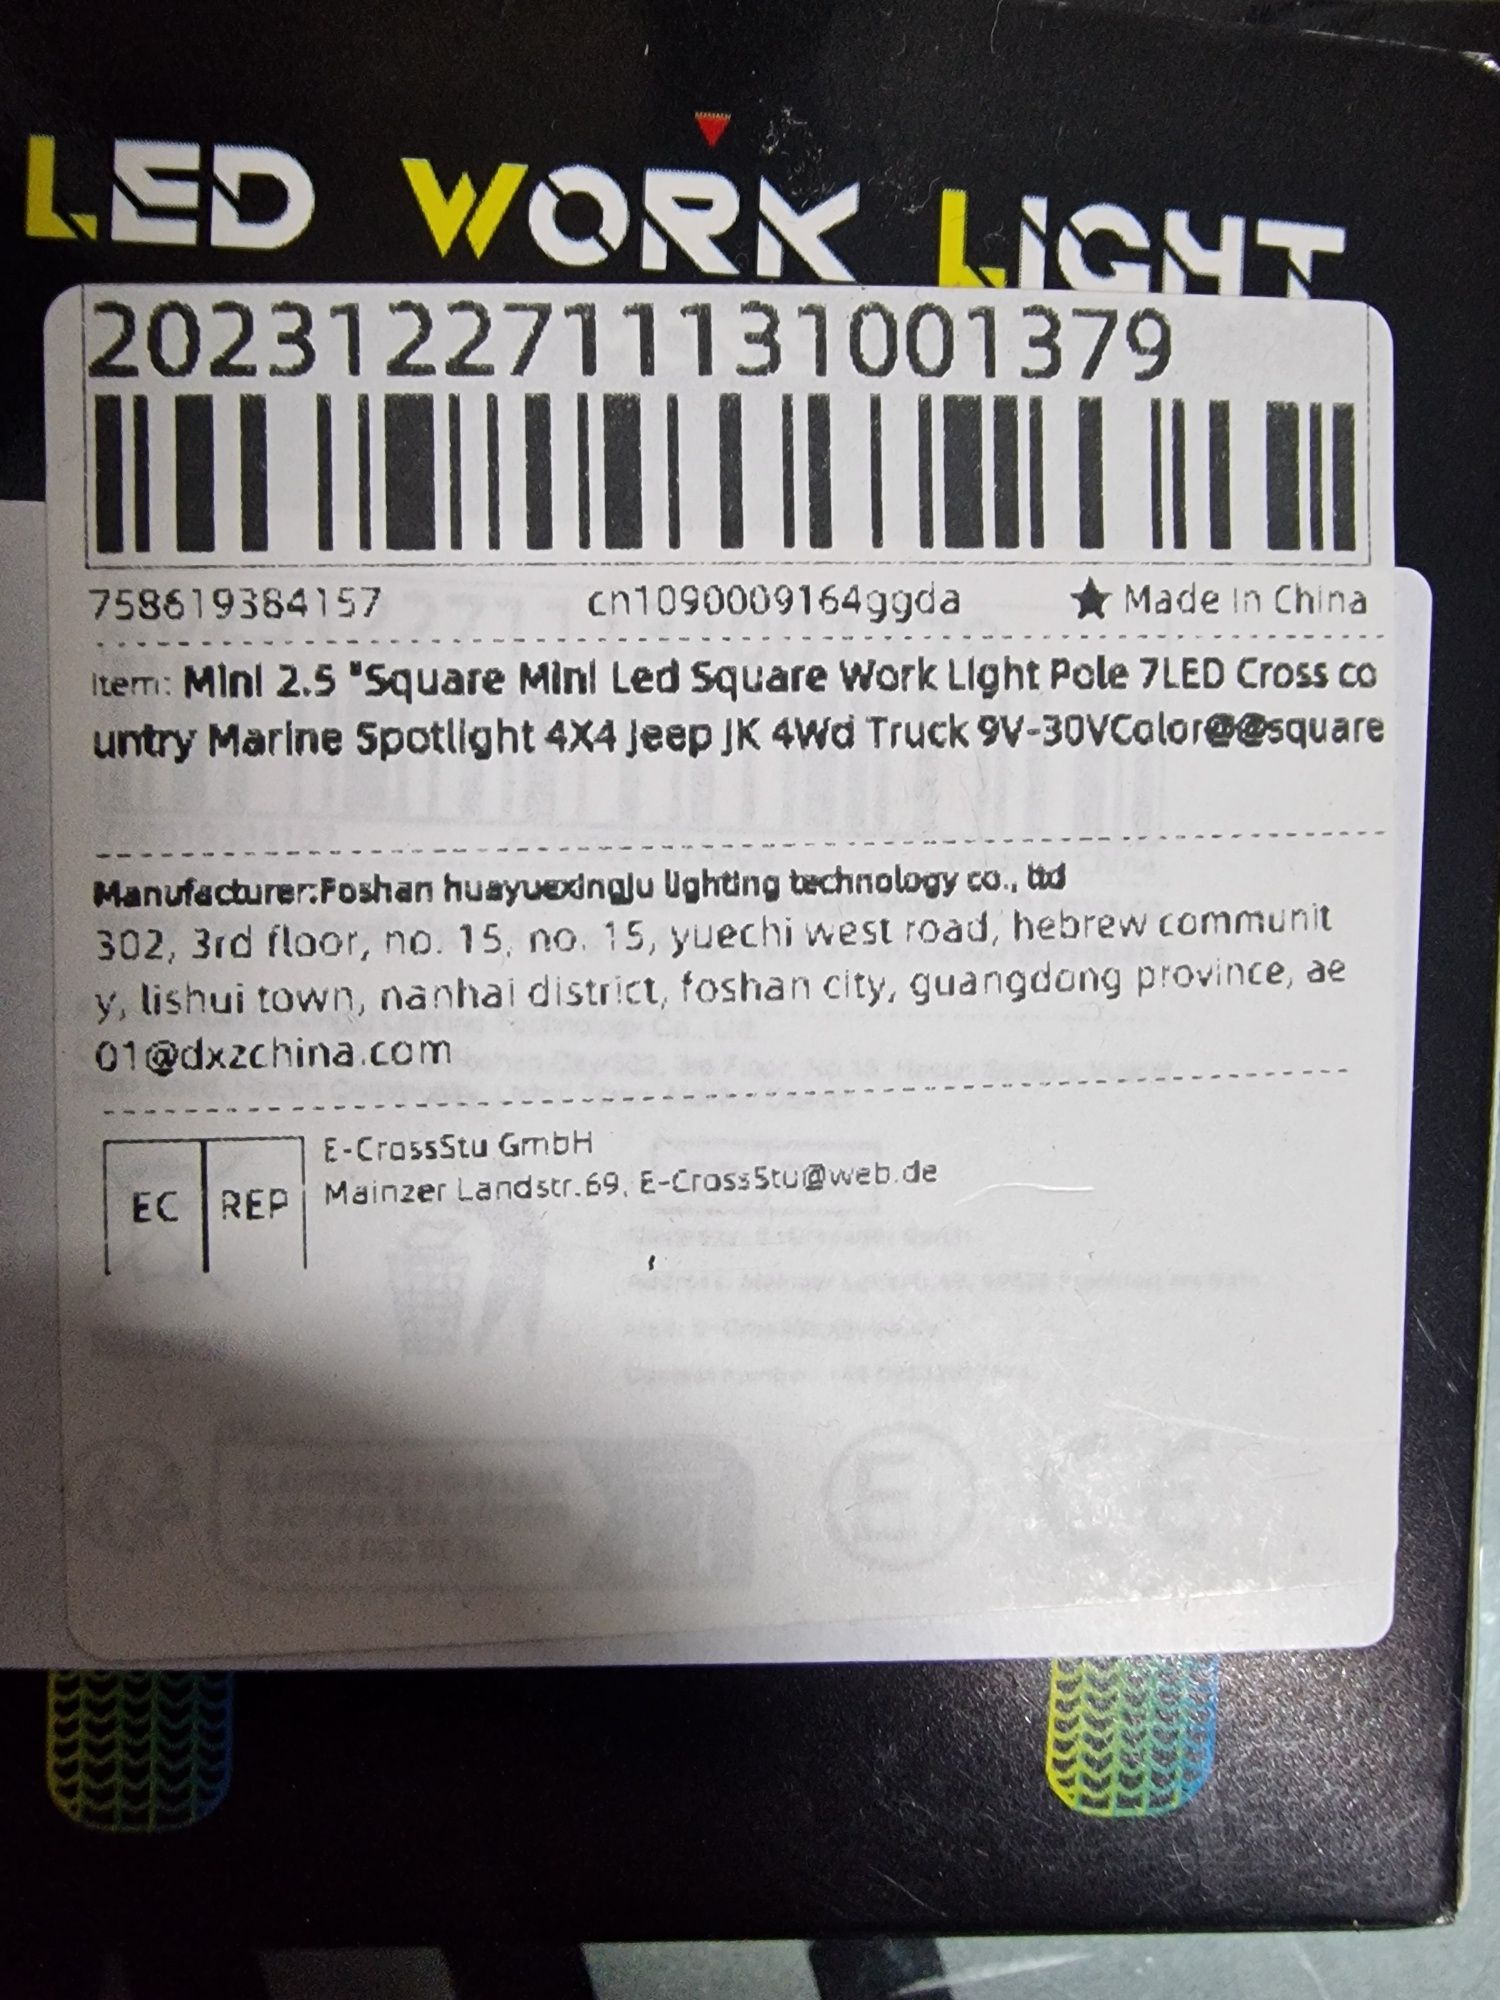 LED WORK LIGHT
20231227111131001379
758619384157 cn1090009164ggda ★ Made In China
Item: Mini 2.5 "Square Mini Led Square Work Light Pole 7LED Cross co
untry Marine Spotlight 4X4 Jeep JK 4Wd Truck 9V-30VColor@@square
Manufacturer:Foshan huayuexingju lighting technology co., ltd
302, 3rd floor, no. 15, no. 15, yuechi west road, hebrew communit
y, lishui town, nanhai district, foshan city, guangdong province, ae
01@dxzchina.com
EC REP
E-CrossStu GmbH
Mainzer Landstr.69, E-CrossStu@web.de